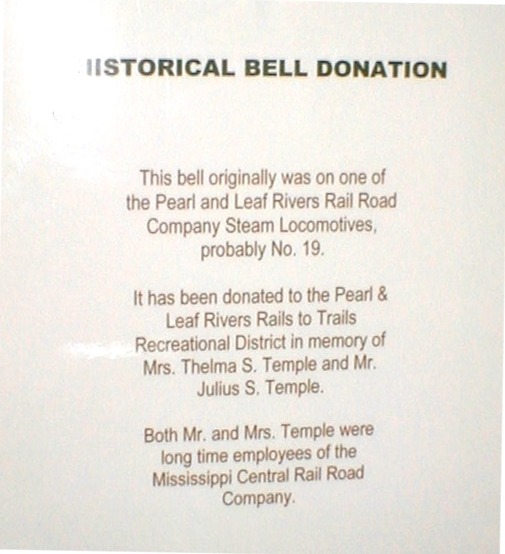 HISTORICAL BELL DONATION
This bell originally was on one of
the Pearl and Leaf Rivers Rail Road
Company Steam Locomotives,
probably No. 19.
It has been donated to the Pearl &
Leaf Rivers Rails to Trails
Recreational District in memory of
Mrs. Thelma S. Temple and Mr.
Julius S. Temple.
Both Mr. and Mrs. Temple were
long time employees of the
Mississippi Central Rail Road
Company.